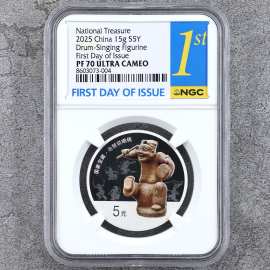 National Treasure
2025 China 15g S5Y
Drum-Singing Figurine
First Day of Issue
PF 70 ULTRA CAMEO
8603073-004
1st
FIRST DAY OF ISSUE
NGC
5元